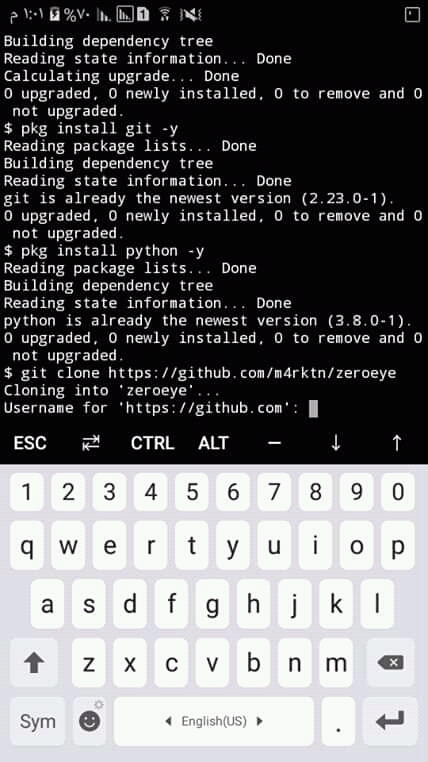 م ١:٠١ %٧٠ 1
Building dependency tree
Reading state information... Done
Calculating upgrade... Done
0 upgraded, 0 newly installed, 0 to remove and 0
not upgraded.
$ pkg install git -y
Reading package lists... Done
Building dependency tree
Reading state information... Done
git is already the newest version (2.23.0-1).
0 upgraded, 0 newly installed, 0 to remove and 0
not upgraded.
$ pkg install python -y
Reading package lists... Done
Building dependency tree
Reading state information... Done
python is already the newest version (3.8.0-1).
0 upgraded, 0 newly installed, 0 to remove and 0
not upgraded.
$ git clone https://github.com/m4rktn/zeroeye
Cloning into 'zeroeye'...
Username for 'https://github.com':
ESC CTRL ALT — ↓ ↑
1 2 3 4 5 6 7 8 9 0
q w e r t y u i o p
a s d f g h j k l
z x c v b n m
Sym English(US) .